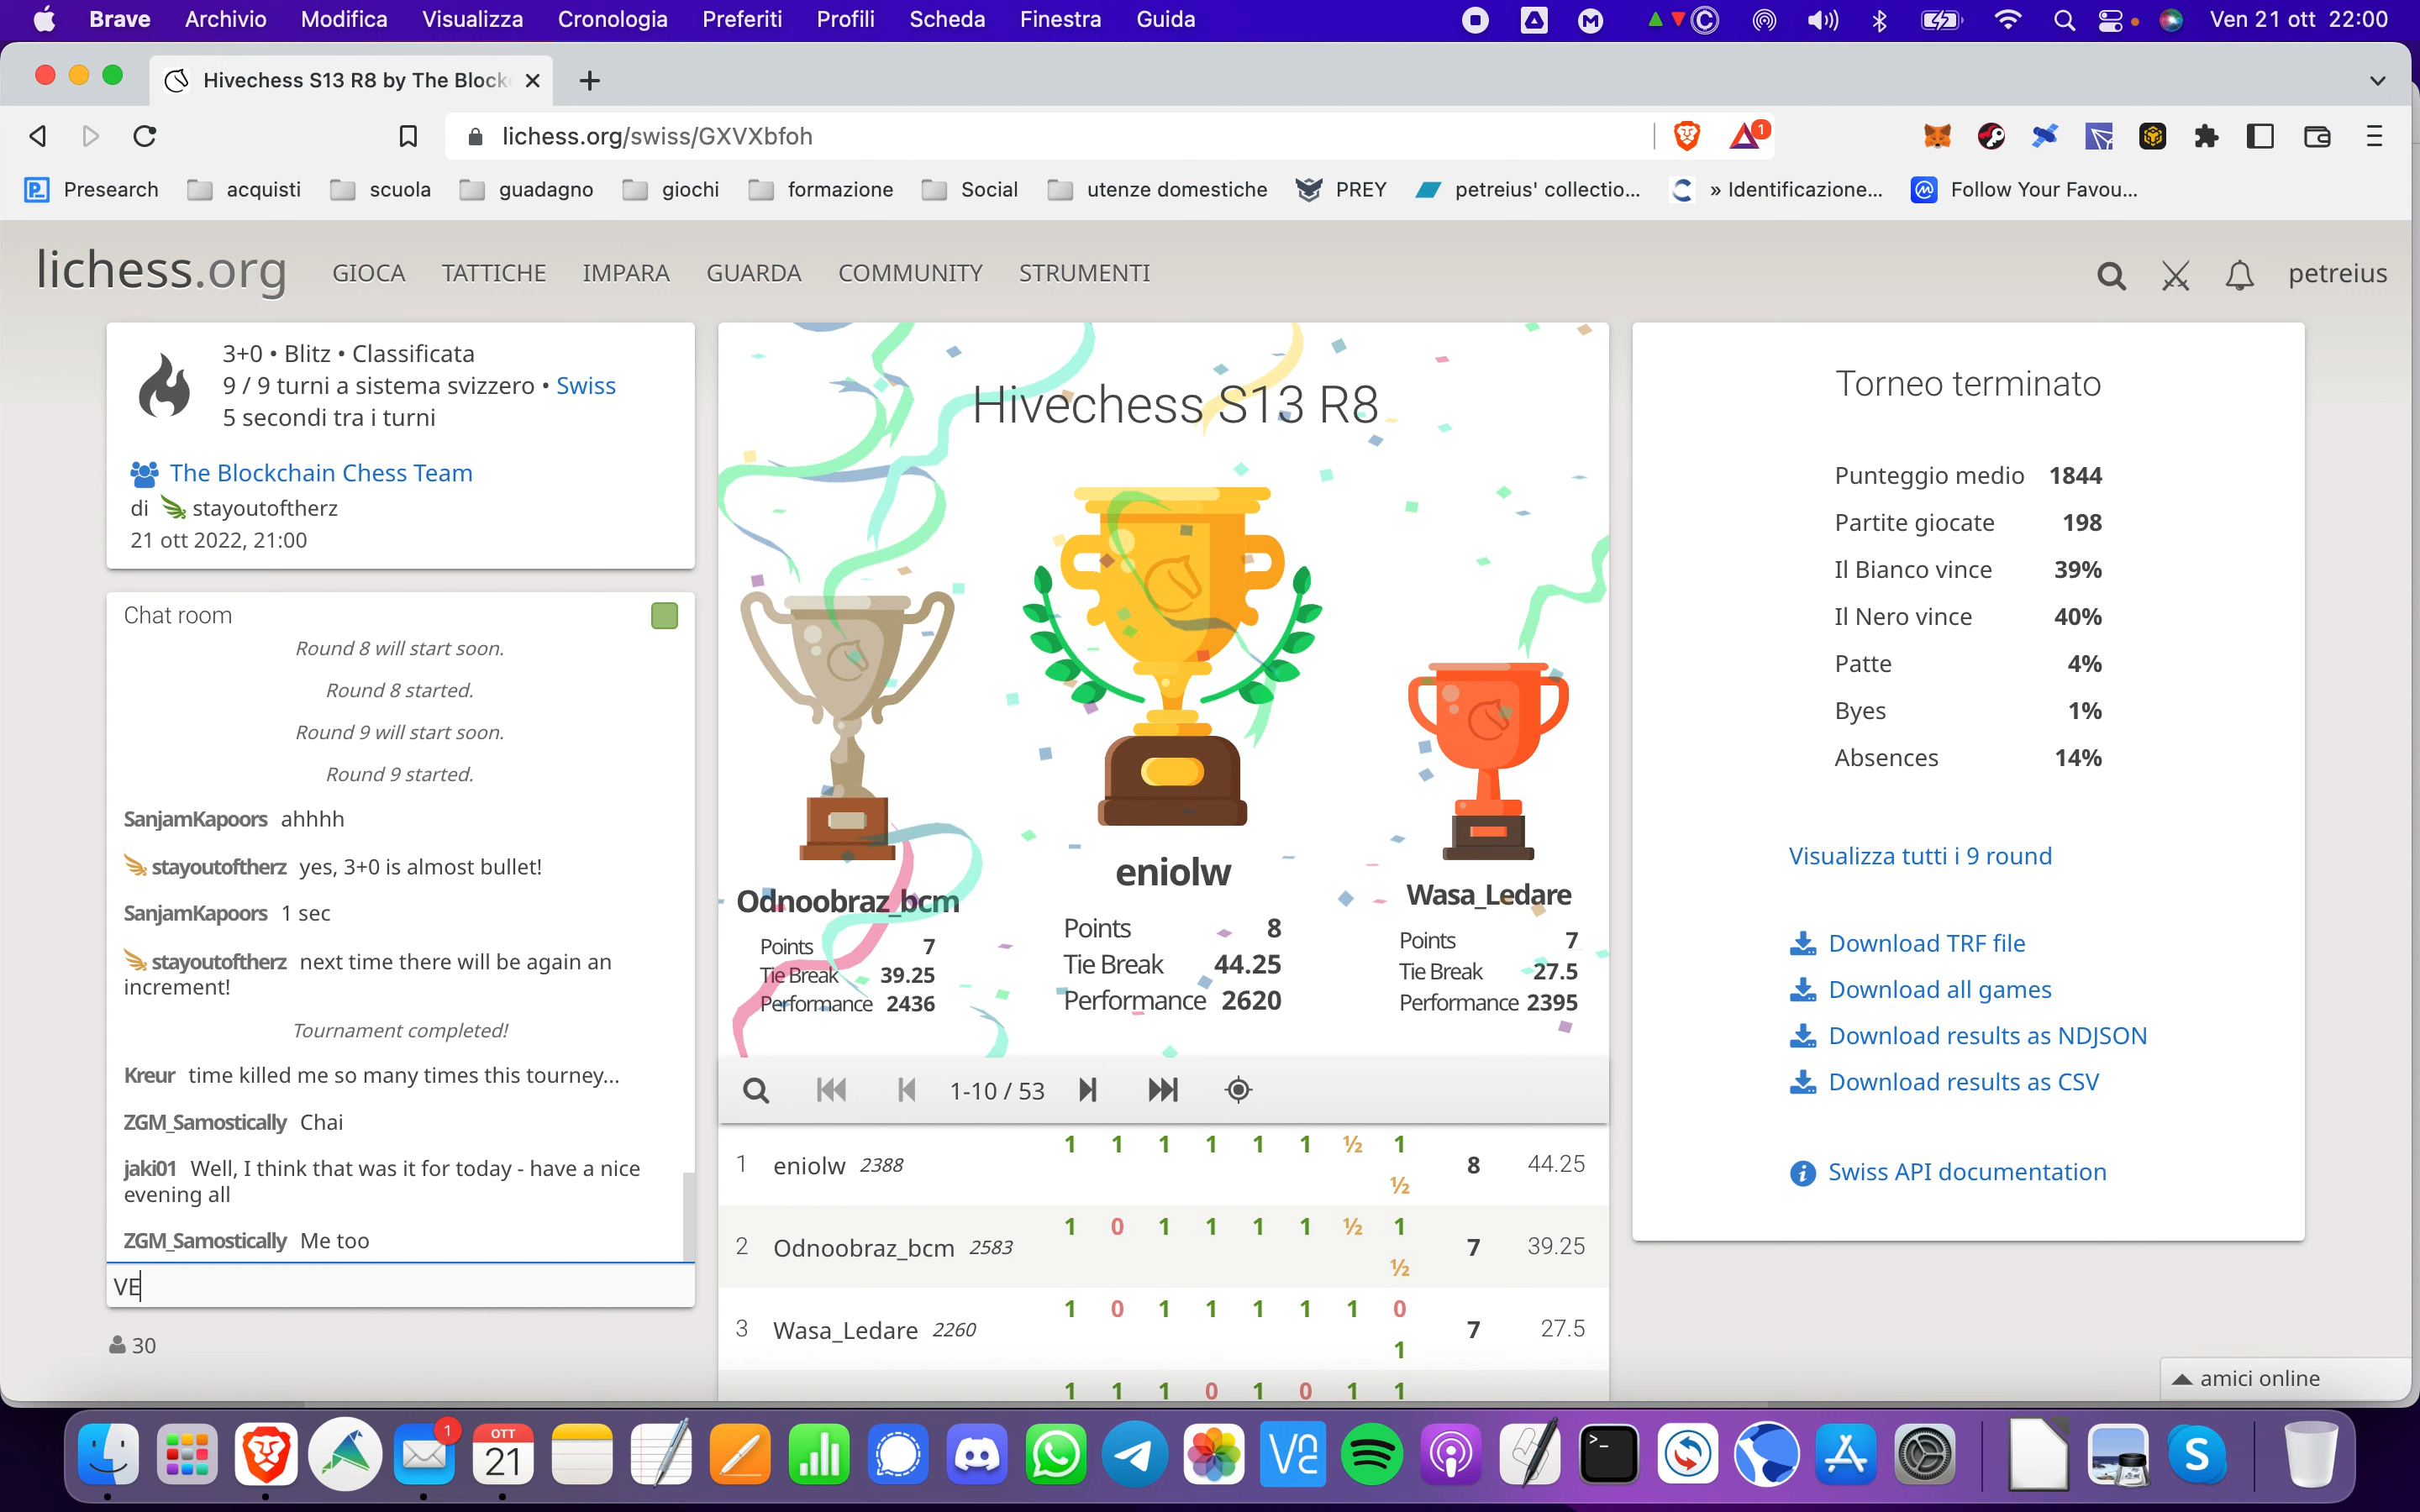 Brave Archivio Modifica Visualizza Cronologia Preferiti Profili Scheda Finestra Guida Ven 21 ott 22:00
Hivechess S13 R8 by The Block
lichess.org/swiss/GXVXbfoh
1
Presearch acquisti scuola guadagno giochi formazione Social utenze domestiche PREY petreius' collectio... » Identificazione... Follow Your Favou...
lichess.org GIOCA TATTICHE IMPARA GUARDA COMMUNITY STRUMENTI petreius
3+0 • Blitz • Classificata
9 / 9 turni a sistema svizzero • Swiss
5 secondi tra i turni
The Blockchain Chess Team
di stayoutoftherz
21 ott 2022, 21:00
Chat room
Round 8 will start soon.
Round 8 started.
Round 9 will start soon.
Round 9 started.
SanjamKapoors ahhhh
stayoutoftherz yes, 3+0 is almost bullet!
SanjamKapoors 1 sec
stayoutoftherz next time there will be again an
increment!
Tournament completed!
Kreur time killed me so many times this tourney...
ZGM_Samostically Chai
jaki01 Well, I think that was it for today - have a nice
evening all
ZGM_Samostically Me too
VE
30
Hivechess S13 R8
Odnoobraz_bcm
Points 7
Tie Break 39.25
Performance 2436
eniolw
Points 8
Tie Break 44.25
Performance 2620
Wasa_Ledare
Points 7
Tie Break 27.5
Performance 2395
1-10 / 53
1 eniolw 2388 1 1 1 1 1 1 ½ 1 ½ 8 44.25
2 Odnoobraz_bcm 2583 1 0 1 1 1 1 ½ 1 ½ 7 39.25
3 Wasa_Ledare 2260 1 0 1 1 1 1 1 0 1 7 27.5
1 1 1 0 1 0 1 1
Torneo terminato
Punteggio medio 1844
Partite giocate 198
Il Bianco vince 39%
Il Nero vince 40%
Patte 4%
Byes 1%
Absences 14%
Visualizza tutti i 9 round
Download TRF file
Download all games
Download results as NDJSON
Download results as CSV
Swiss API documentation
amici online
1
OTT
21